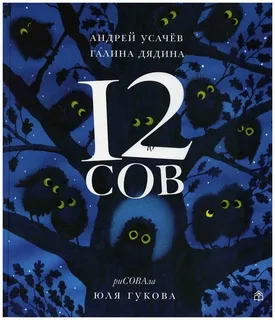 АНДРЕЙ УСАЧЁВ
ГАЛИНА ДЯДИНА
12
СОВ
риСОВАла
ЮЛЯ ГУКОВА